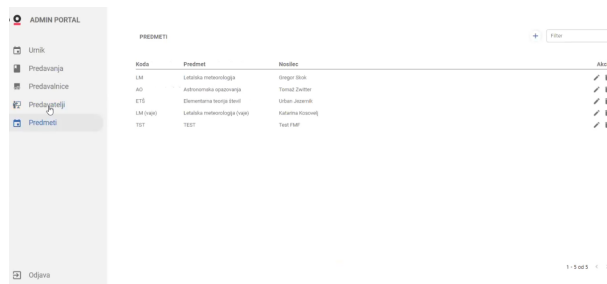 ADMIN PORTAL
Urnik
Predavanja
Predavalnice
Predavatelji
Predmeti
Odjava
PREDMETI
+ Filter
Koda Predmet Nosilec Akc
LM Letalska meteorologija Gregor Skok
AO Astronomska opazovanja Tomaž Zwitter
ETŠ Elementarna teorija števil Urban Jezernik
LM (vaje) Letalska meteorologija (vaje) Katarina Kosovelj
TST TEST Test FMF
1 - 5 od 5